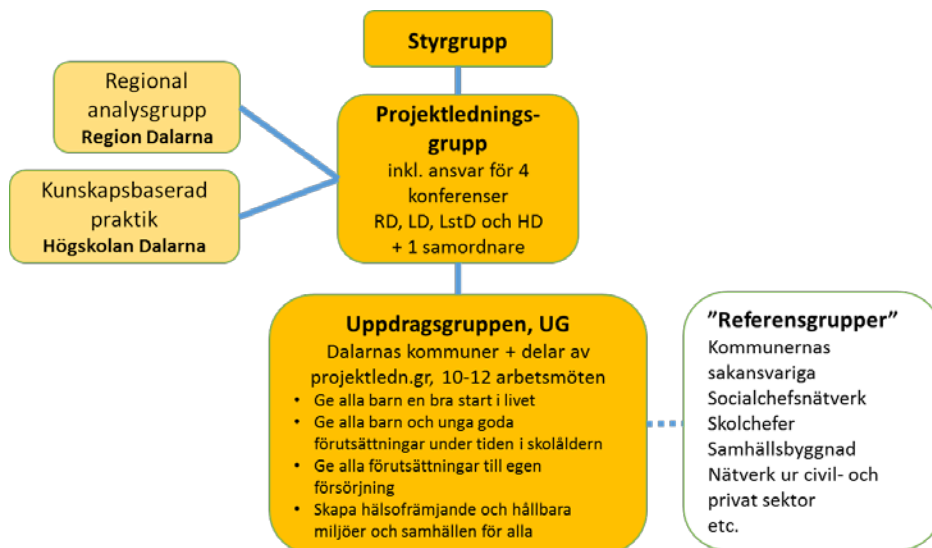 Styrgrupp
Regional
analysgrupp
Region Dalarna
Kunskapsbaserad
praktik
Högskolan Dalarna
Projektlednings-
grupp
inkl. ansvar för 4
konferenser
RD, LD, LstD och HD
+ 1 samordnare
Uppdragsgruppen, UG
Dalarnas kommuner + delar av
projektledn.gr, 10-12 arbetsmöten
• Ge alla barn en bra start i livet
• Ge alla barn och unga goda
förutsättningar under tiden i skolåldern
• Ge alla förutsättningar till egen
försörjning
• Skapa hälsofrämjande och hållbara
miljöer och samhällen för alla
”Referensgrupper”
Kommunernas
sakansvariga
Socialchefsnätverk
Skolchefer
Samhällsbyggnad
Nätverk ur civil- och
privat sektor
etc.